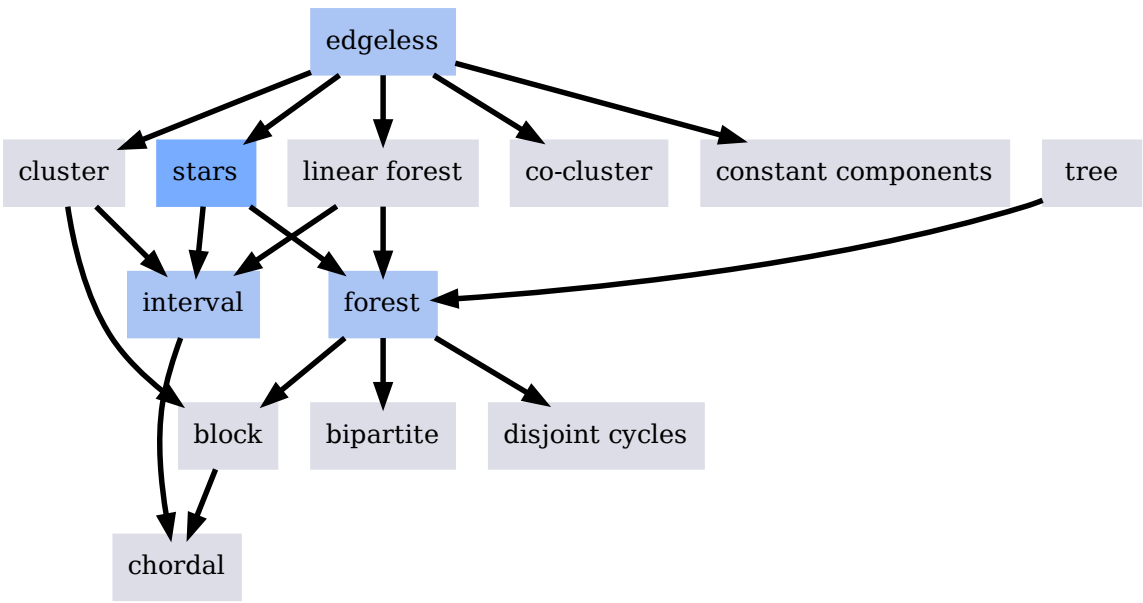 edgeless
cluster
stars
linear forest
co-cluster
constant components
tree
interval
forest
block
bipartite
disjoint cycles
chordal